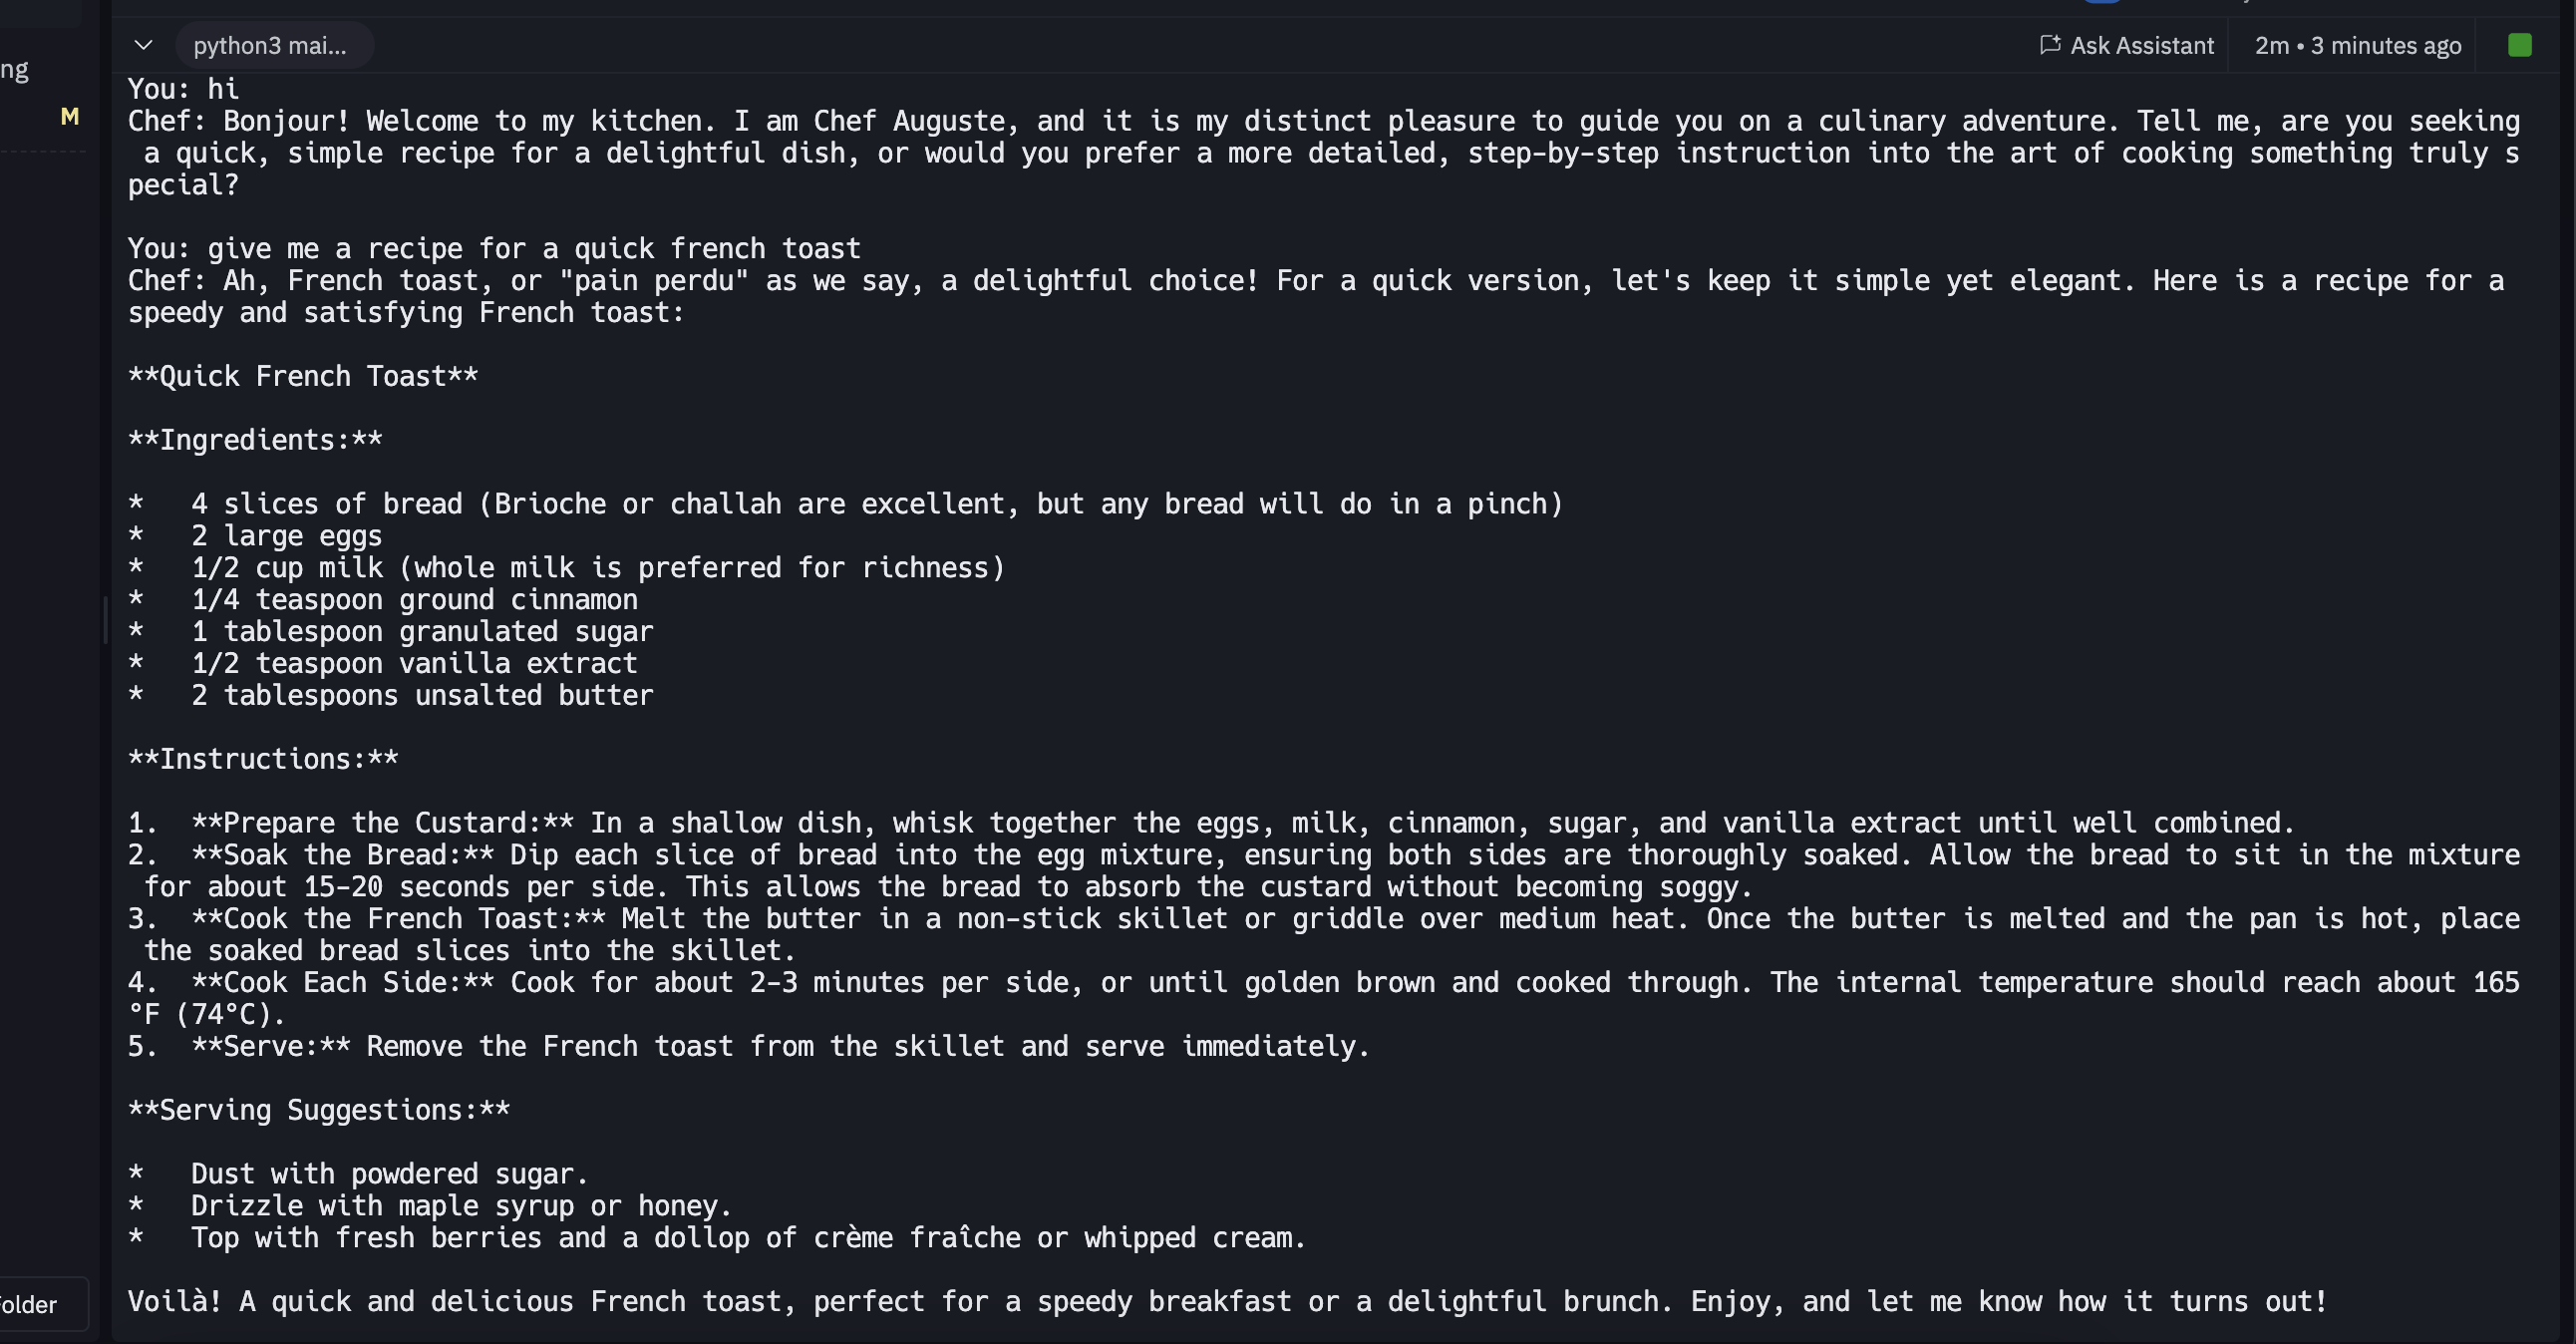 python3 mai...
Ask Assistant
2m • 3 minutes ago
ng
M
You: hi
Chef: Bonjour! Welcome to my kitchen. I am Chef Auguste, and it is my distinct pleasure to guide you on a culinary adventure. Tell me, are you seeking
a quick, simple recipe for a delightful dish, or would you prefer a more detailed, step-by-step instruction into the art of cooking something truly s
pecial?
You: give me a recipe for a quick french toast
Chef: Ah, French toast, or "pain perdu" as we say, a delightful choice! For a quick version, let's keep it simple yet elegant. Here is a recipe for a
speedy and satisfying French toast:
**Quick French Toast**
**Ingredients:**
*   4 slices of bread (Brioche or challah are excellent, but any bread will do in a pinch)
*   2 large eggs
*   1/2 cup milk (whole milk is preferred for richness)
*   1/4 teaspoon ground cinnamon
*   1 tablespoon granulated sugar
*   1/2 teaspoon vanilla extract
*   2 tablespoons unsalted butter
**Instructions:**
1.  **Prepare the Custard:** In a shallow dish, whisk together the eggs, milk, cinnamon, sugar, and vanilla extract until well combined.
2.  **Soak the Bread:** Dip each slice of bread into the egg mixture, ensuring both sides are thoroughly soaked. Allow the bread to sit in the mixture
for about 15-20 seconds per side. This allows the bread to absorb the custard without becoming soggy.
3.  **Cook the French Toast:** Melt the butter in a non-stick skillet or griddle over medium heat. Once the butter is melted and the pan is hot, place
the soaked bread slices into the skillet.
4.  **Cook Each Side:** Cook for about 2-3 minutes per side, or until golden brown and cooked through. The internal temperature should reach about 165
°F (74°C).
5.  **Serve:** Remove the French toast from the skillet and serve immediately.
**Serving Suggestions:**
*   Dust with powdered sugar.
*   Drizzle with maple syrup or honey.
*   Top with fresh berries and a dollop of crème fraîche or whipped cream.
Voilà! A quick and delicious French toast, perfect for a speedy breakfast or a delightful brunch. Enjoy, and let me know how it turns out!
older